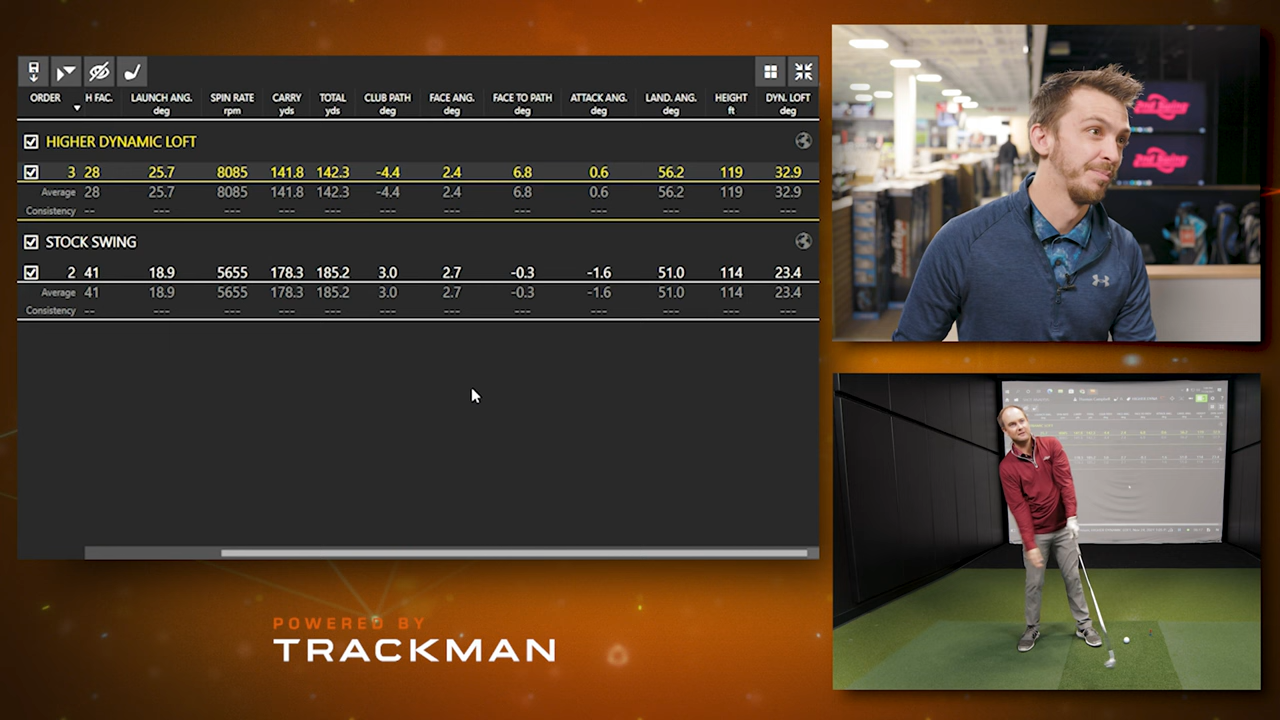 ORDER H FAC. LAUNCH ANG. SPIN RATE CARRY TOTAL CLUB PATH FACE ANG. FACE TO PATH ATTACK ANG. LAND. ANG. HEIGHT DYN. LOFT
deg rpm yds yds deg deg deg deg deg ft deg
HIGHER DYNAMIC LOFT
3 28 25.7 8085 141.8 142.3 -4.4 2.4 6.8 0.6 56.2 119 32.9
Average 28 25.7 8085 141.8 142.3 -4.4 2.4 6.8 0.6 56.2 119 32.9
Consistency -- --- --- --- --- --- --- --- --- --- --- ---
STOCK SWING
2 41 18.9 5655 178.3 185.2 3.0 2.7 -0.3 -1.6 51.0 114 23.4
Average 41 18.9 5655 178.3 185.2 3.0 2.7 -0.3 -1.6 51.0 114 23.4
Consistency -- --- --- --- --- --- --- --- --- --- --- ---
2nd Swing
2nd Swing
POWERED BY
TRACKMAN